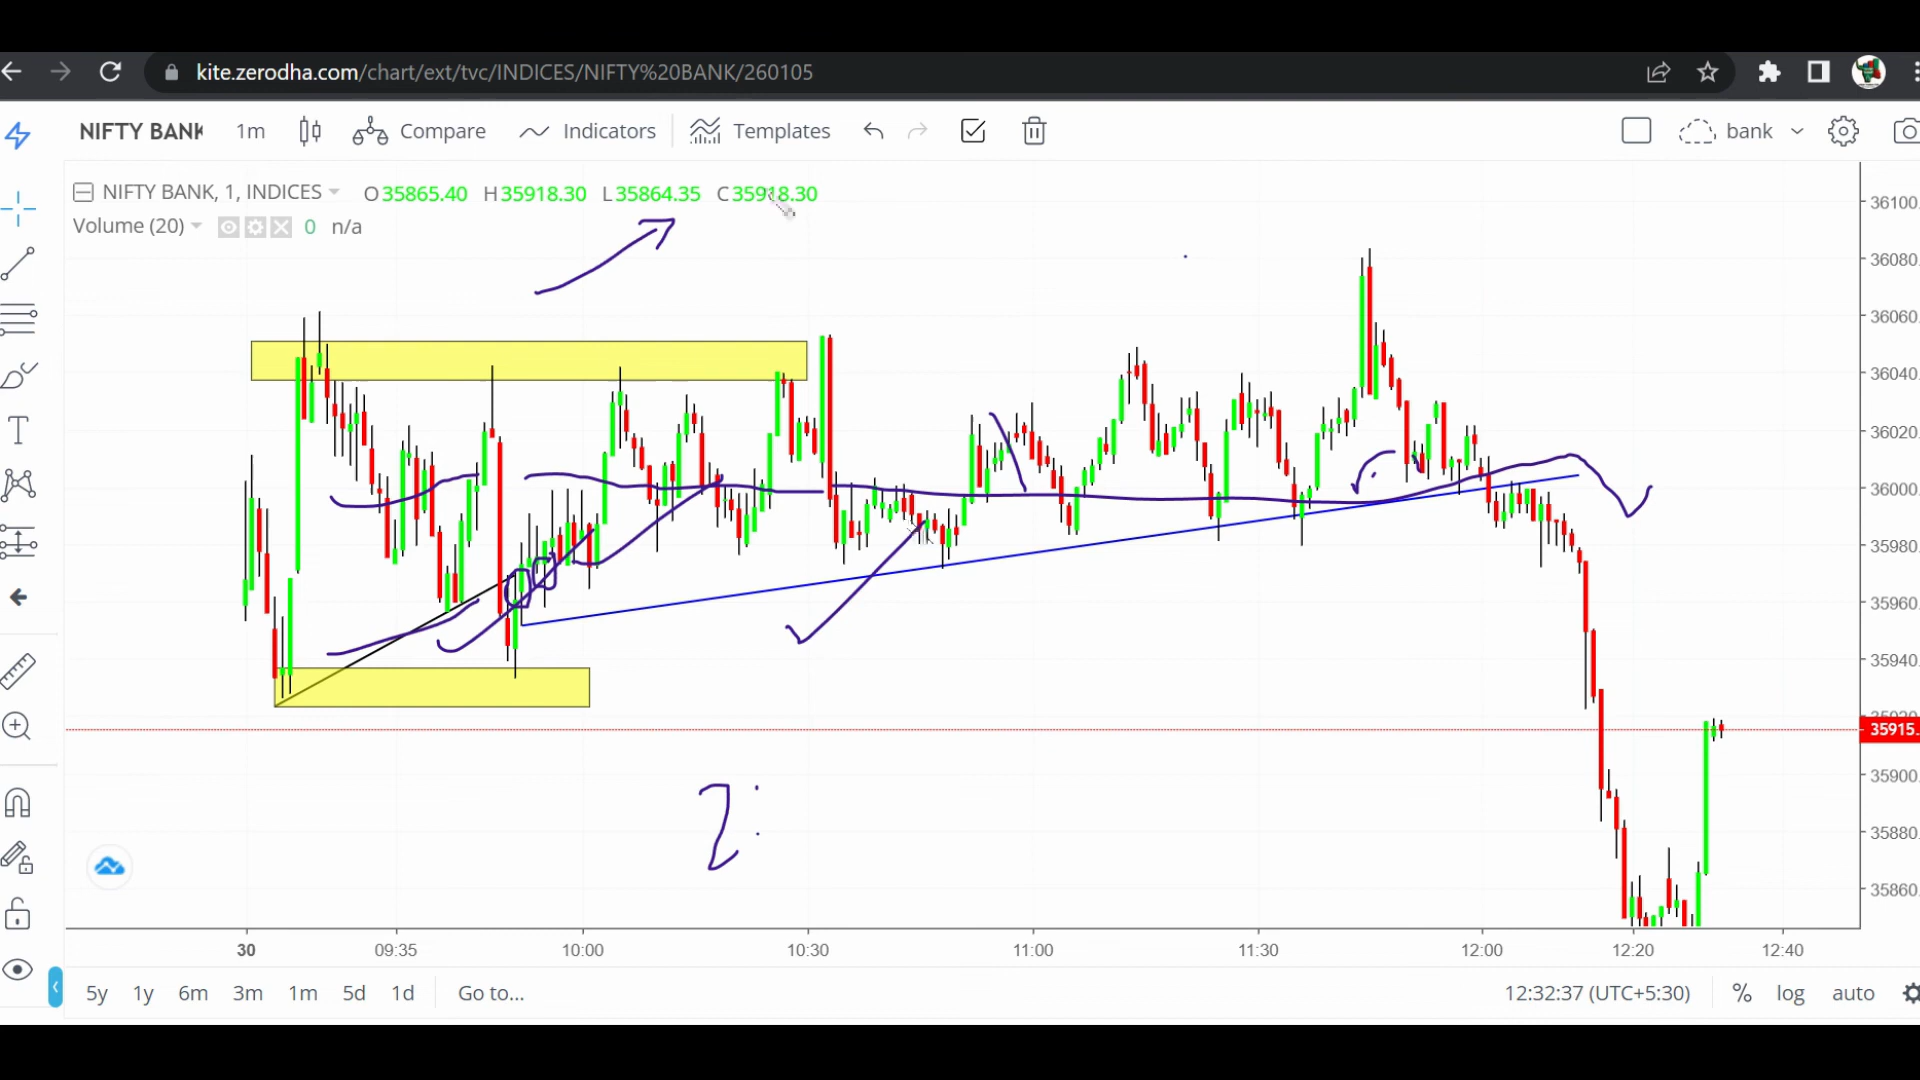 kite.zerodha.com/chart/ext/tvc/INDICES/NIFTY%20BANK/260105
NIFTY BANK 1m Compare Indicators Templates bank
NIFTY BANK, 1, INDICES O35865.40 H35918.30 L35864.35 C35918.30
Volume (20) 0 n/a
36100.
36080.
36060.
36040.
36020.
36000.
35980.
35960.
35940.
35915.
35900.
35880.
35860.
2:
30 09:35 10:00 10:30 11:00 11:30 12:00 12:20 12:40
5y 1y 6m 3m 1m 5d 1d Go to... 12:32:37 (UTC+5:30) % log auto